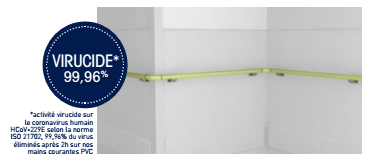 VIRUCIDE*
99,96%
*activité virucide sur
le coronavirus humain
HCoV-229E selon la norme
ISO 21702, 99,96% du virus
éliminés après 2h sur nos
mains courantes PVC